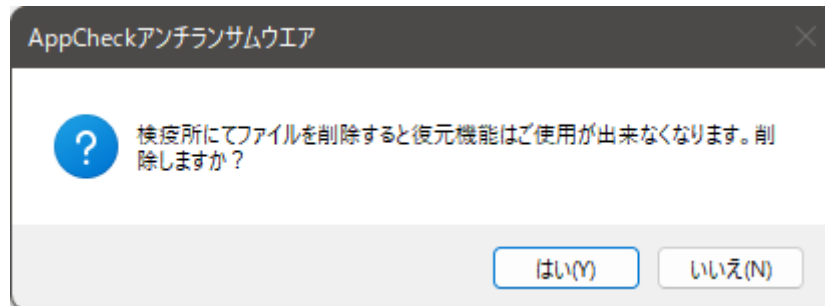 AppCheckアンチランサムウエア
検疫所にてファイルを削除すると復元機能はご使用が出来なくなります。削
除しますか？
はい(Y)
いいえ(N)